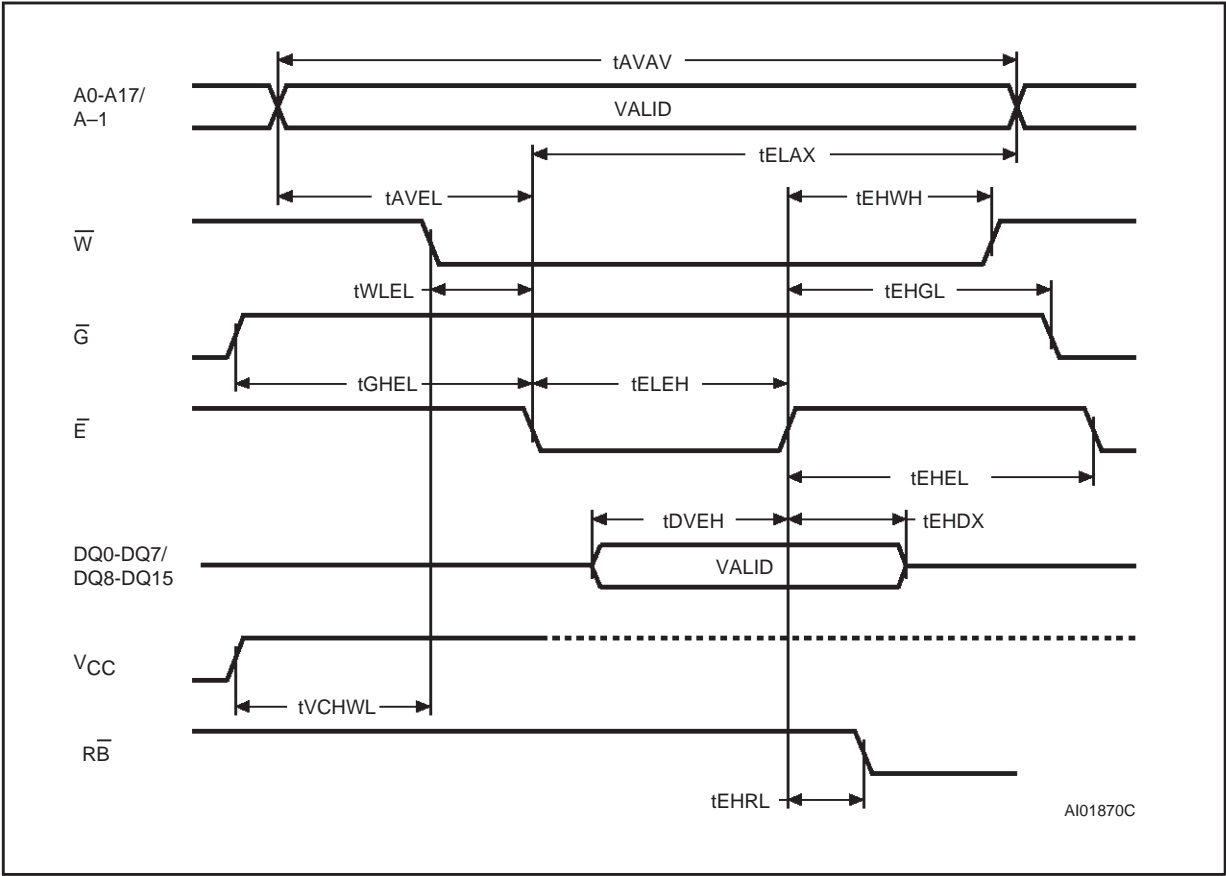 tAVAV
A0-A17/
A–1
VALID
tELAX
tAVEL
tEHWH
W̅
tWLEL
tEHGL
G̅
tGHEL
tELEH
E̅
tEHEL
tDVEH
tEHDX
DQ0-DQ7/
DQ8-DQ15
VALID
VCC
tVCHWL
RB̅
tEHRL
AI01870C